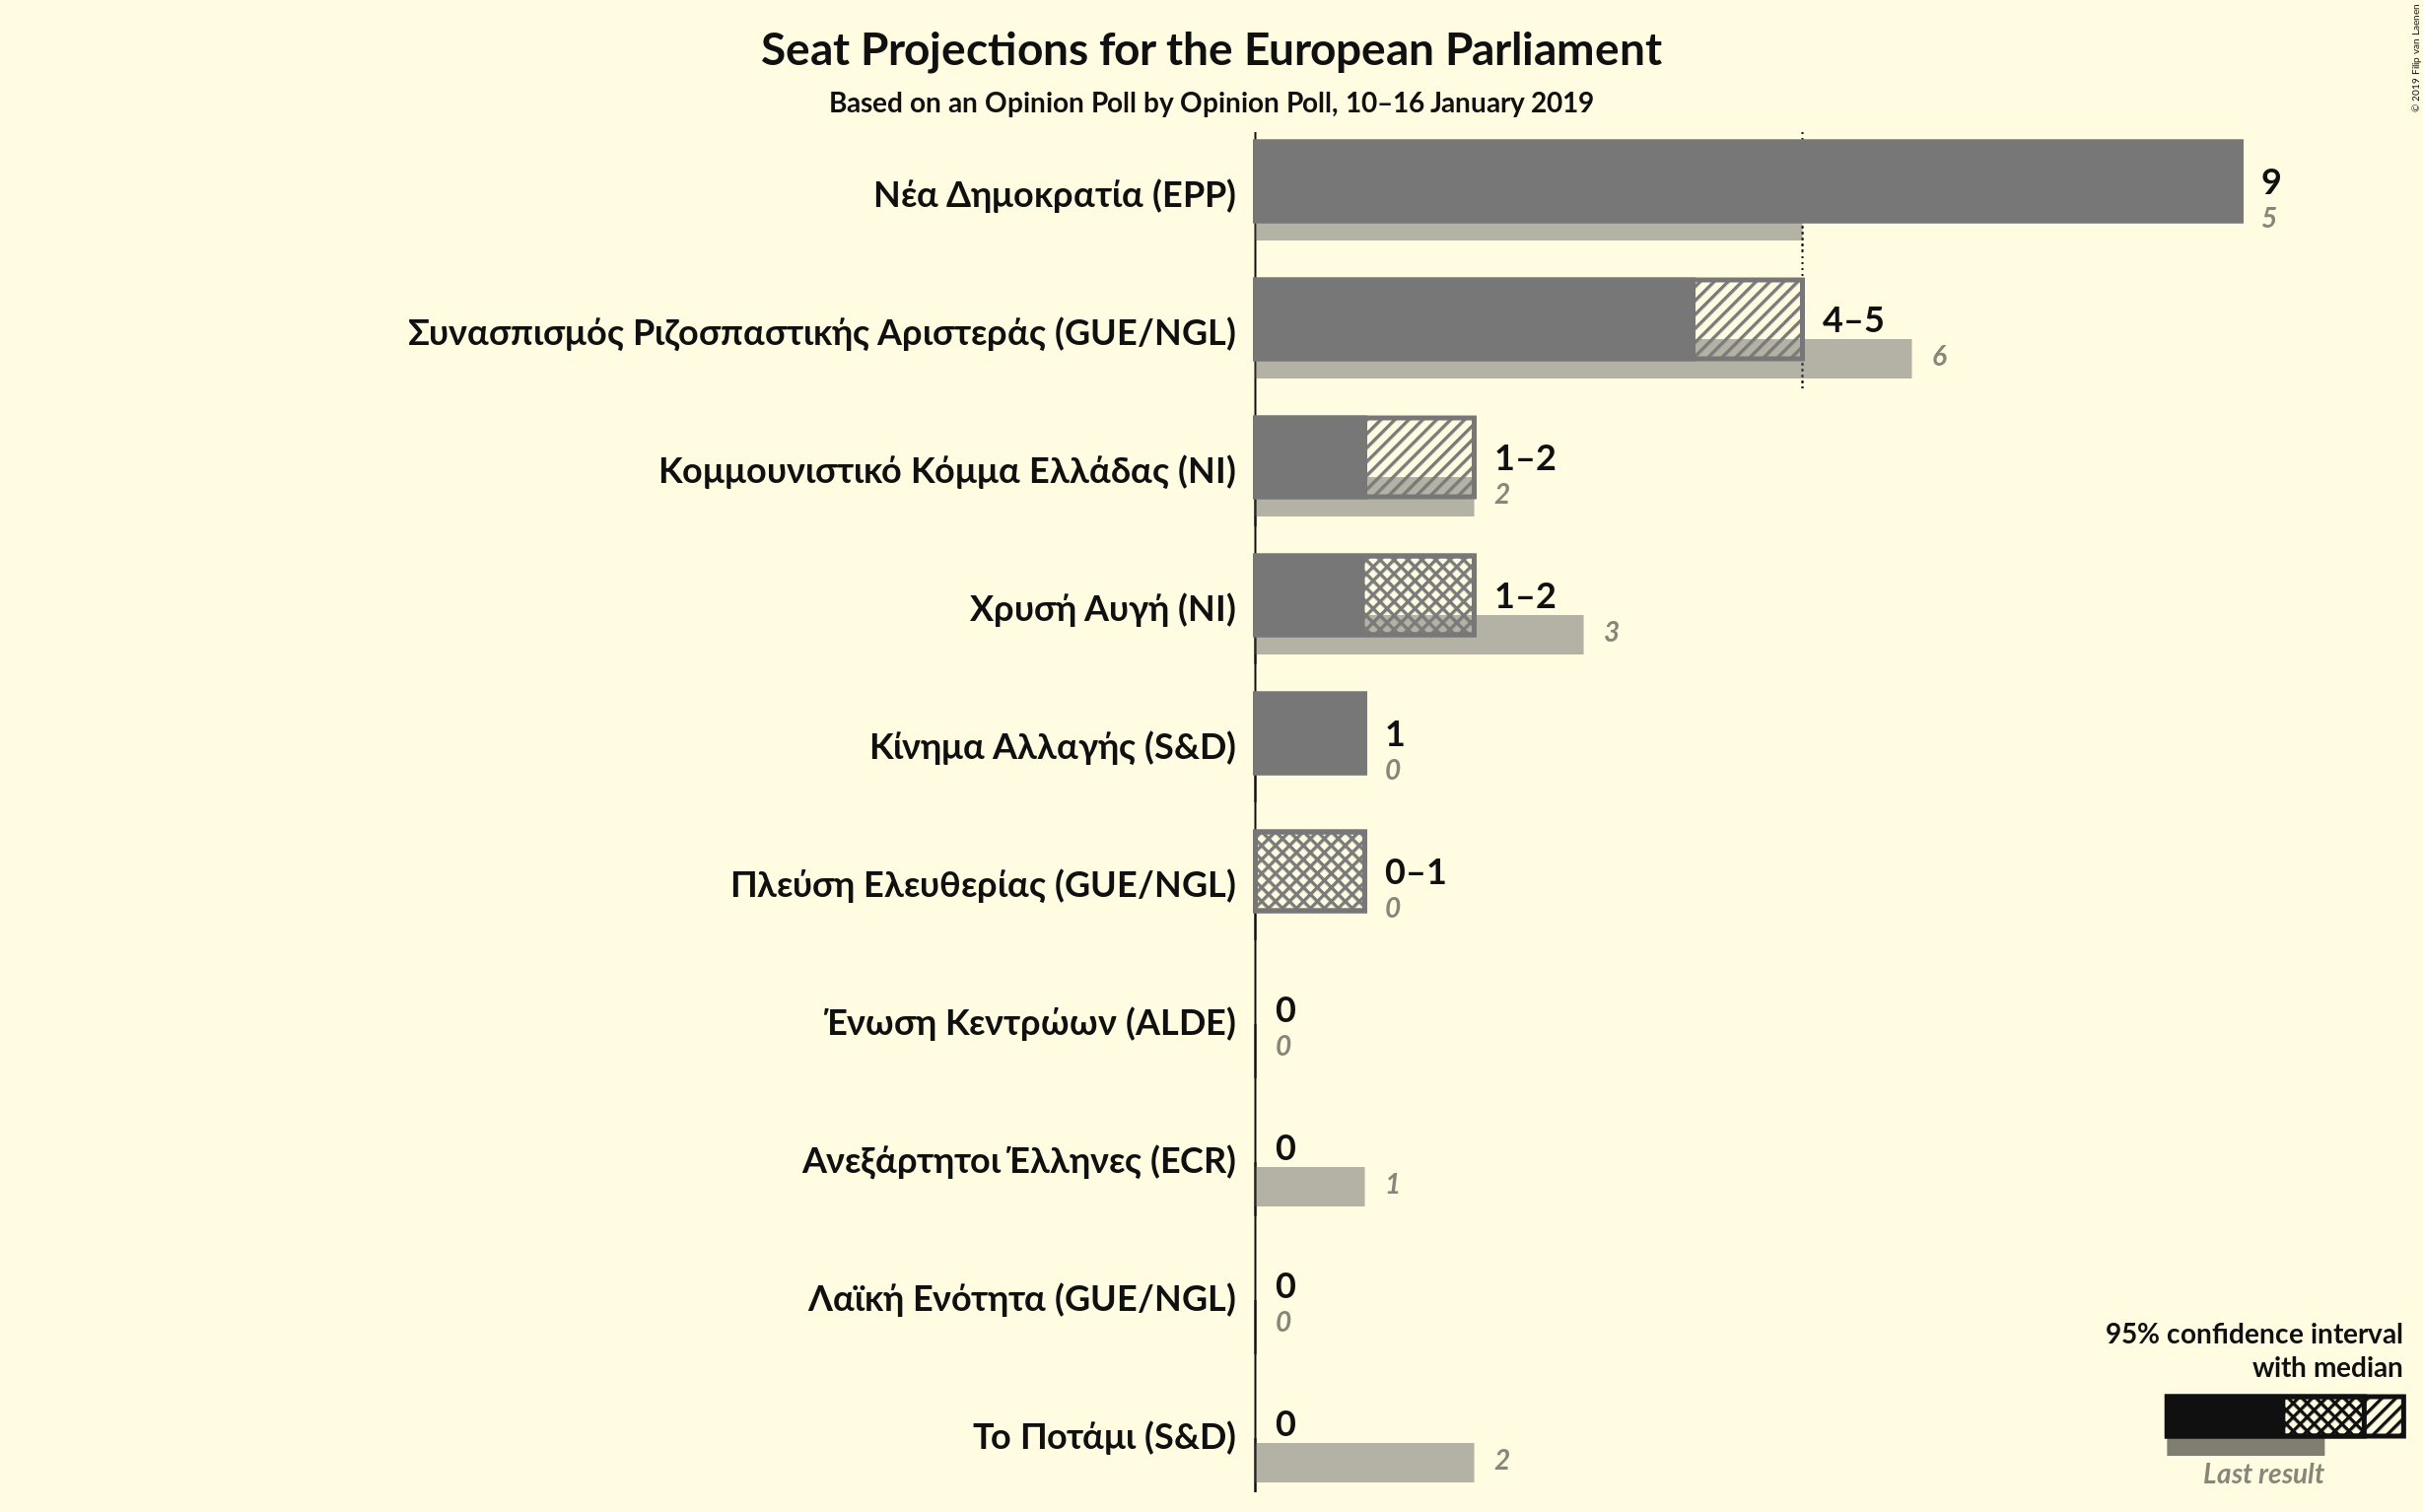 Seat Projections for the European Parliament
Based on an Opinion Poll by Opinion Poll, 10–16 January 2019
© 2019 Filip van Laenen
Νέα Δημοκρατία (EPP)
9
5
Συνασπισμός Ριζοσπαστικής Αριστεράς (GUE/NGL)
4–5
6
Κομμουνιστικό Κόμμα Ελλάδας (NI)
1–2
2
Χρυσή Αυγή (NI)
1–2
3
Κίνημα Αλλαγής (S&D)
1
0
Πλεύση Ελευθερίας (GUE/NGL)
0–1
0
Ένωση Κεντρώων (ALDE)
0
0
Ανεξάρτητοι Έλληνες (ECR)
0
1
Λαϊκή Ενότητα (GUE/NGL)
0
0
Το Ποτάμι (S&D)
0
2
95% confidence interval
with median
Last result